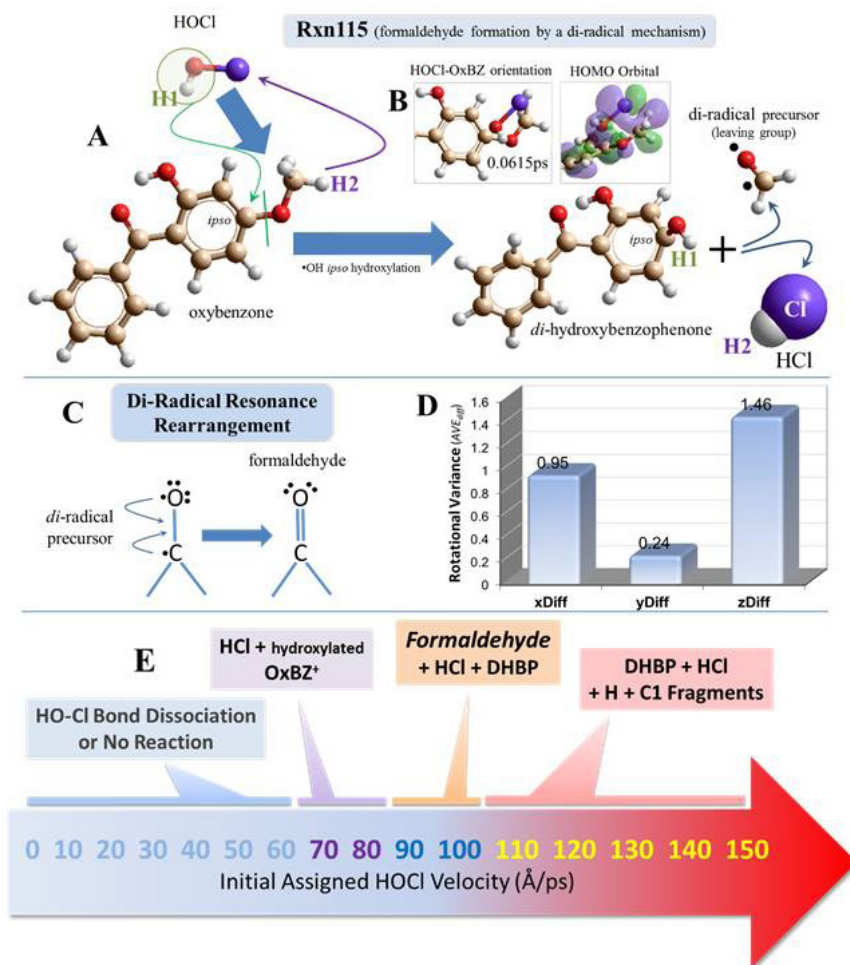 HOCl
Rxn115 (formaldehyde formation by a di-radical mechanism)
H1
A
H2
ipso
oxybenzone
•OH ipso hydroxylation
B
HOCl-OxBZ orientation
HOMO Orbital
0.0615ps
di-radical precursor
(leaving group)
ipso
H1
di-hydroxybenzophenone
+
Cl
H2
HCl
C
Di-Radical Resonance
Rearrangement
formaldehyde
di-radical
precursor
O
C
O
C
D
Rotational Variance (AVEdiff)
1.6
1.4
1.2
1
0.8
0.6
0.4
0.2
0
0.95
0.24
1.46
xDiff yDiff zDiff
E
HO-Cl Bond Dissociation
or No Reaction
HCl + hydroxylated
OxBZ⁺
Formaldehyde
+ HCl + DHBP
DHBP + HCl
+ H + C1 Fragments
0 10 20 30 40 50 60 70 80 90 100 110 120 130 140 150
Initial Assigned HOCl Velocity (Å/ps)